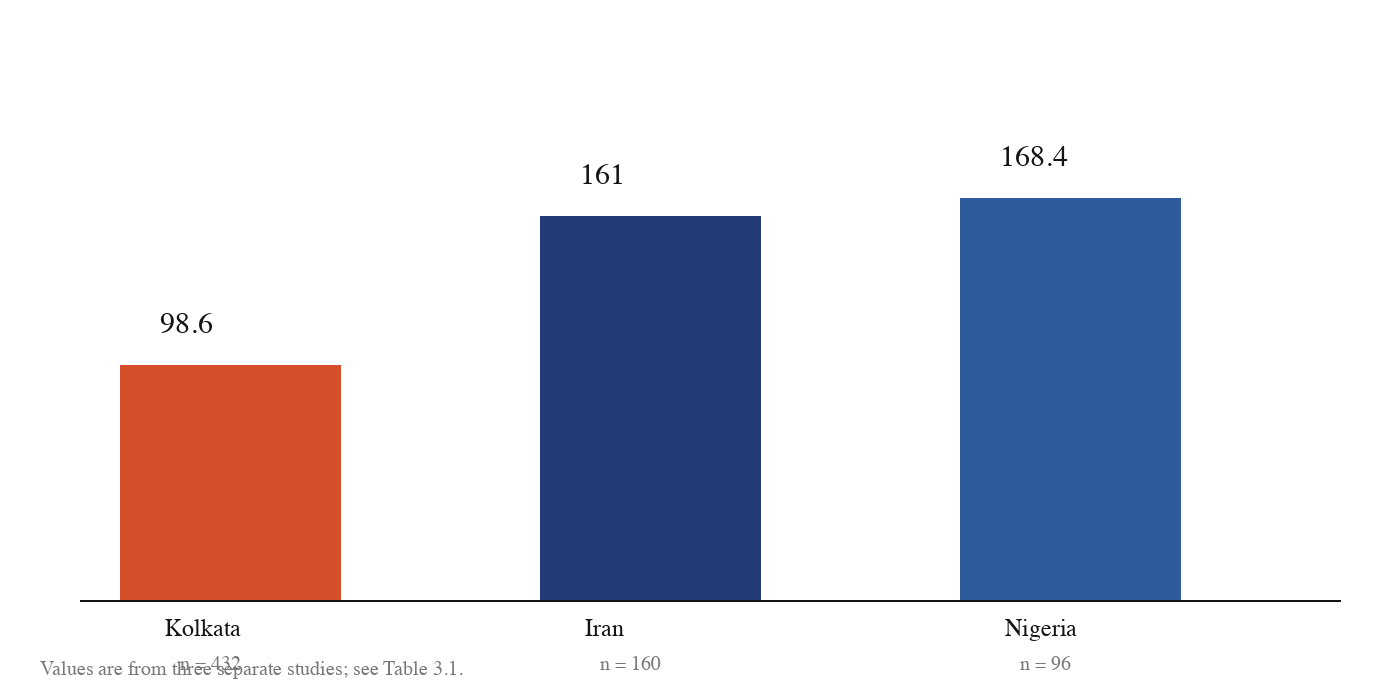 98.6
161
168.4
Kolkata
Iran
Nigeria
n = 432
n = 160
n = 96
Values are from three separate studies; see Table 3.1.